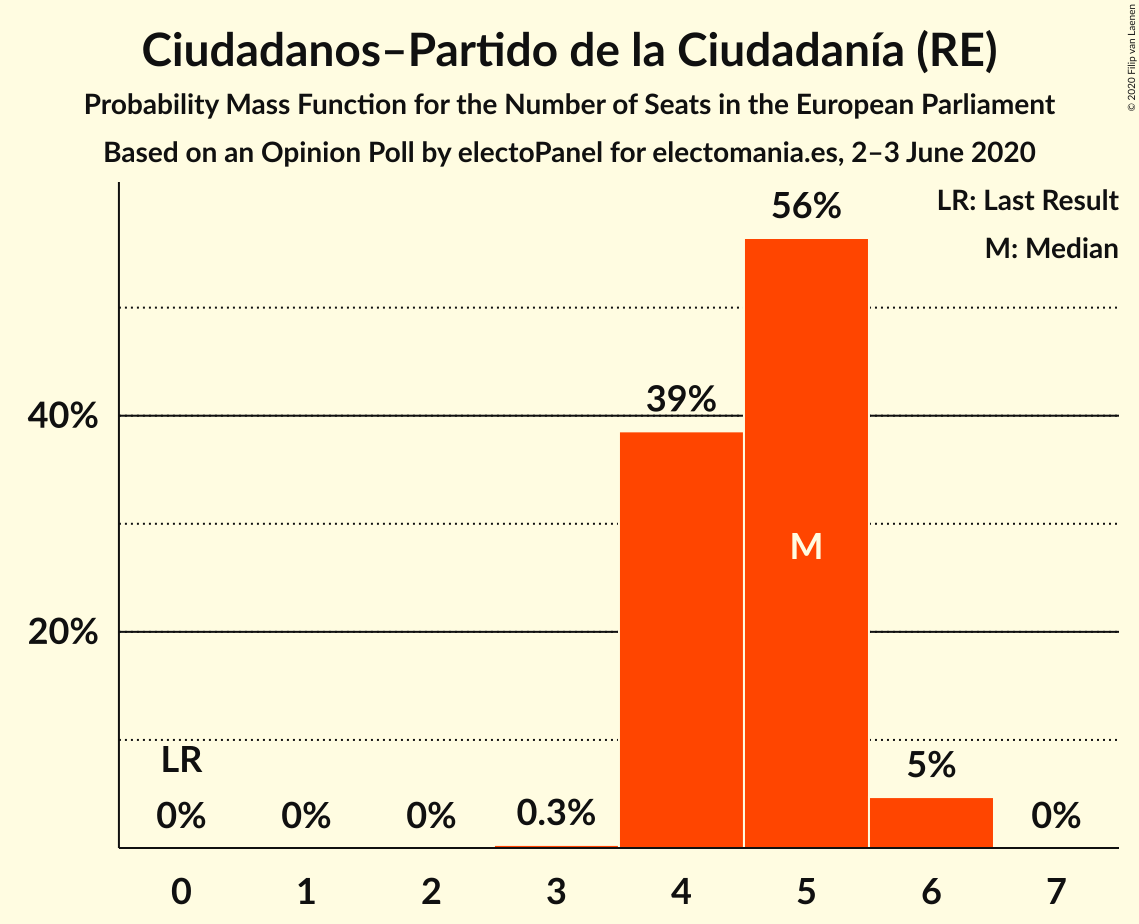 Ciudadanos–Partido de la Ciudadanía (RE)
Probability Mass Function for the Number of Seats in the European Parliament
Based on an Opinion Poll by electoPanel for electomania.es, 2–3 June 2020
© 2020 Filip van Laenen
LR: Last Result
M: Median
56%
39%
40%
M
20%
LR
5%
0% 0% 0% 0.3% 0%
0 1 2 3 4 5 6 7